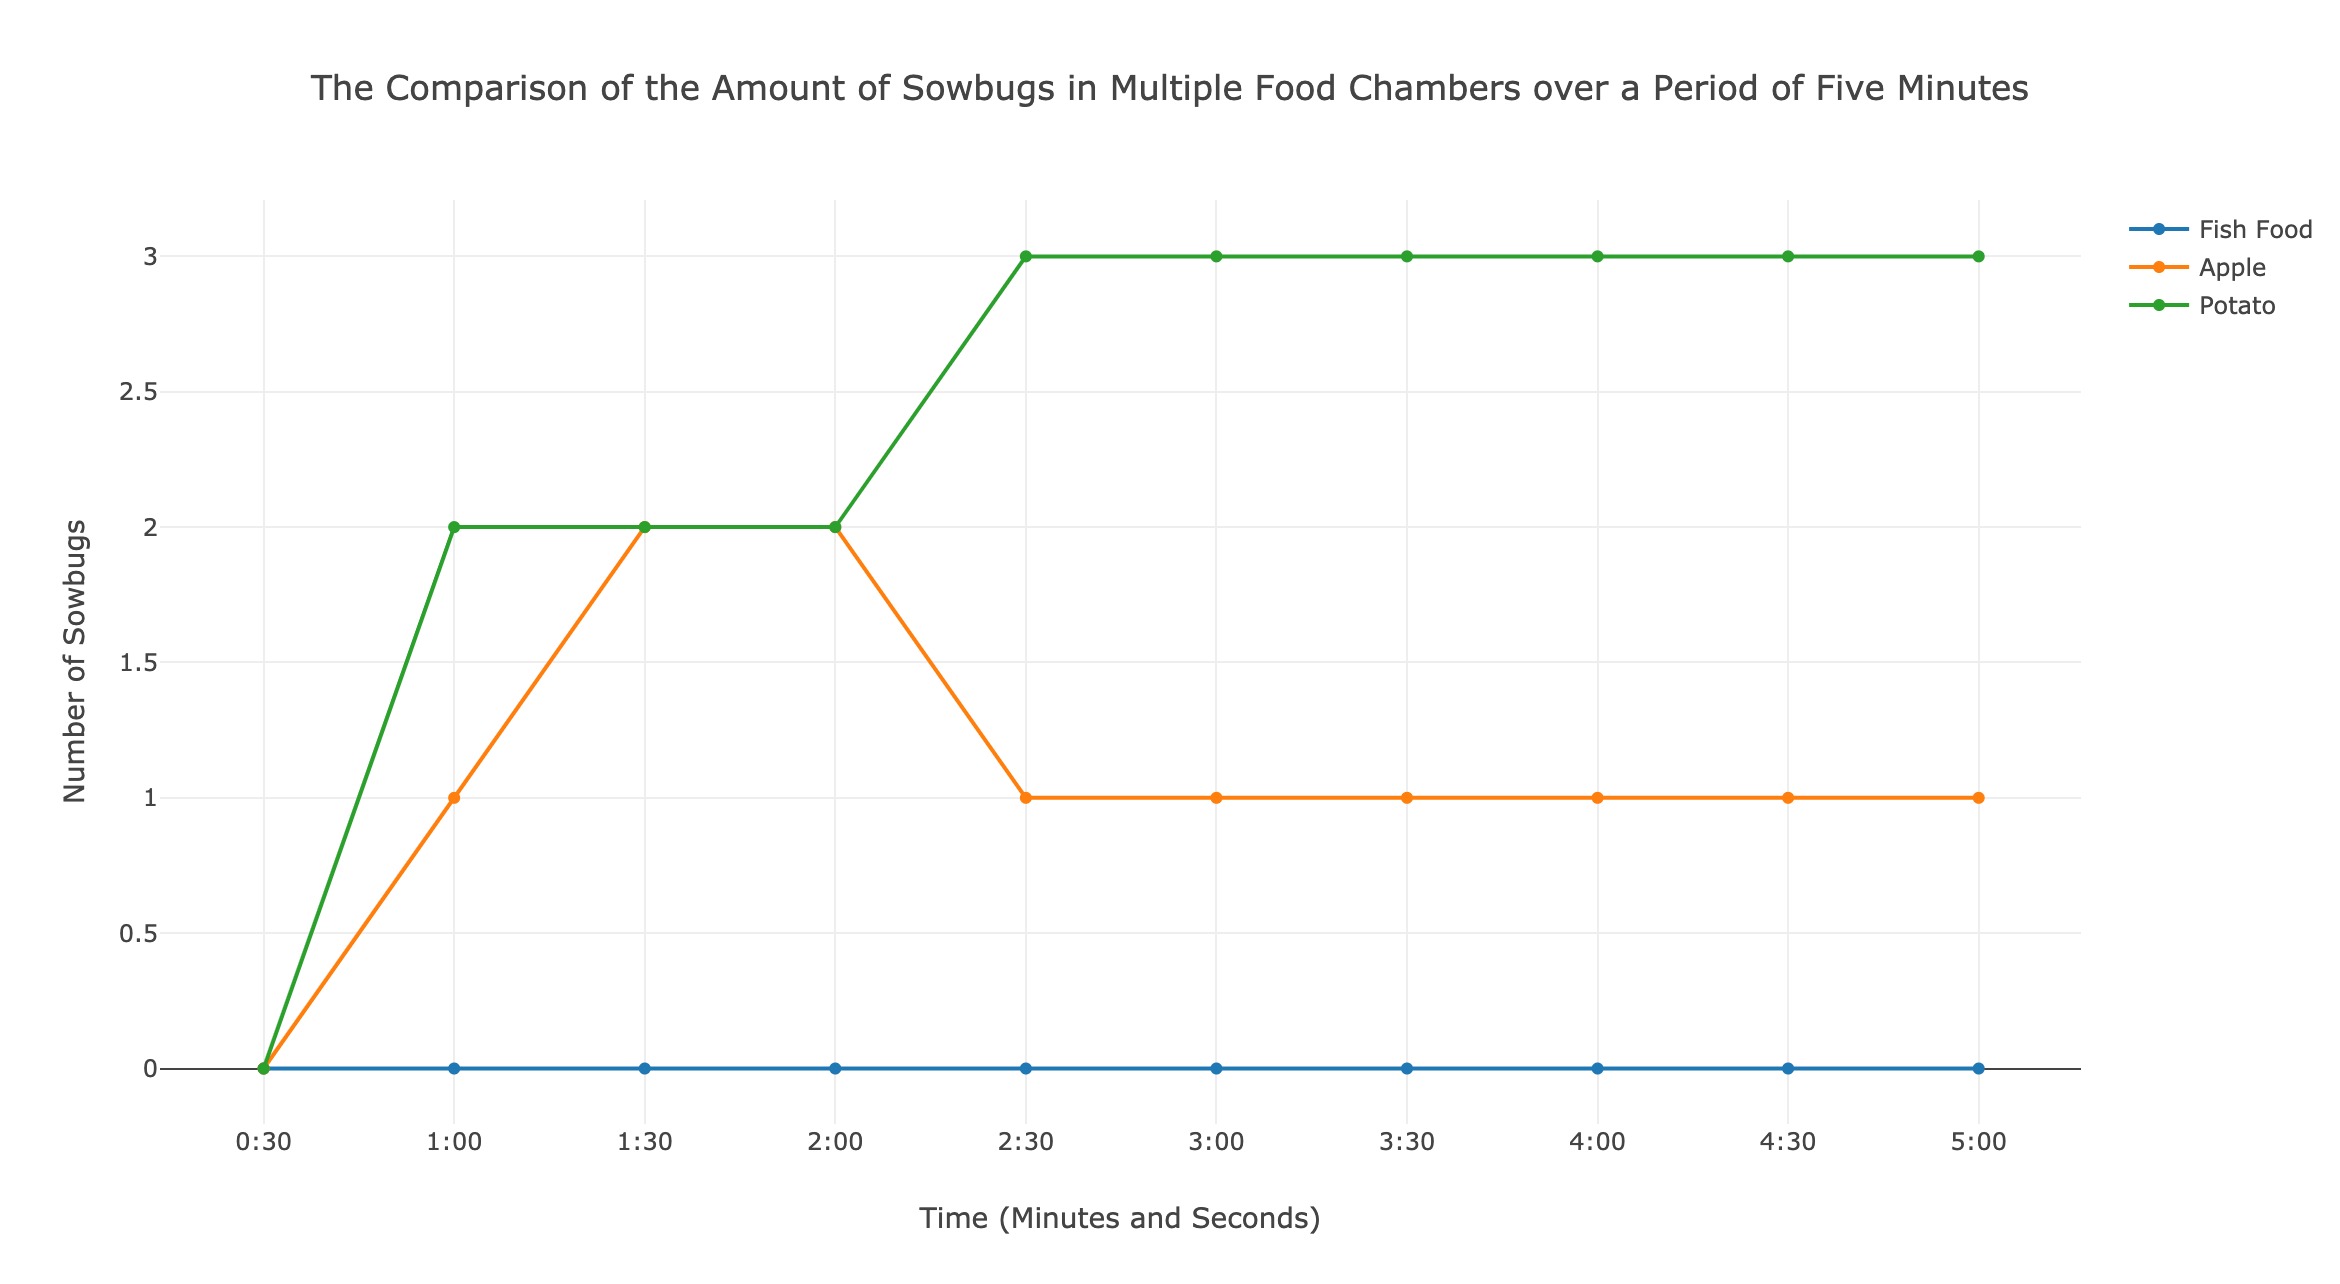 The Comparison of the Amount of Sowbugs in Multiple Food Chambers over a Period of Five Minutes
Fish Food
Apple
Potato
3
2.5
2
1.5
1
0.5
0
Number of Sowbugs
0:30 1:00 1:30 2:00 2:30 3:00 3:30 4:00 4:30 5:00
Time (Minutes and Seconds)